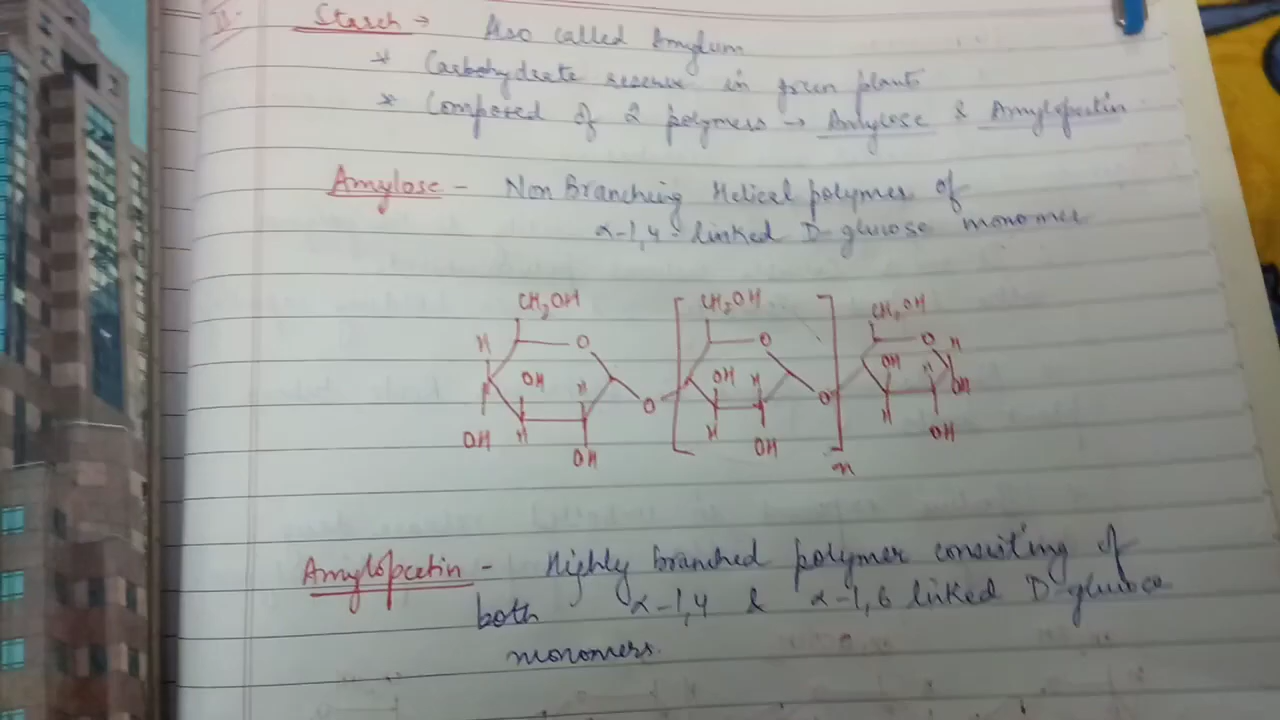 II. Starch → Also called Amylum
* Carbohydrate reserve in green plants
* Composed of 2 polymers → Amylose & Amylopectin
Amylose - Non Branching Helical polymer of
α-1,4-linked D-glucose monomer
CH₂OH CH₂OH CH₂OH
H O O O H
OH OH H OH H
H O O OH
OH H H H
OH OH OH
n
Amylopectin - Highly branched polymer consisting of
both α-1,4 & α-1,6 linked D-glucose
monomers.